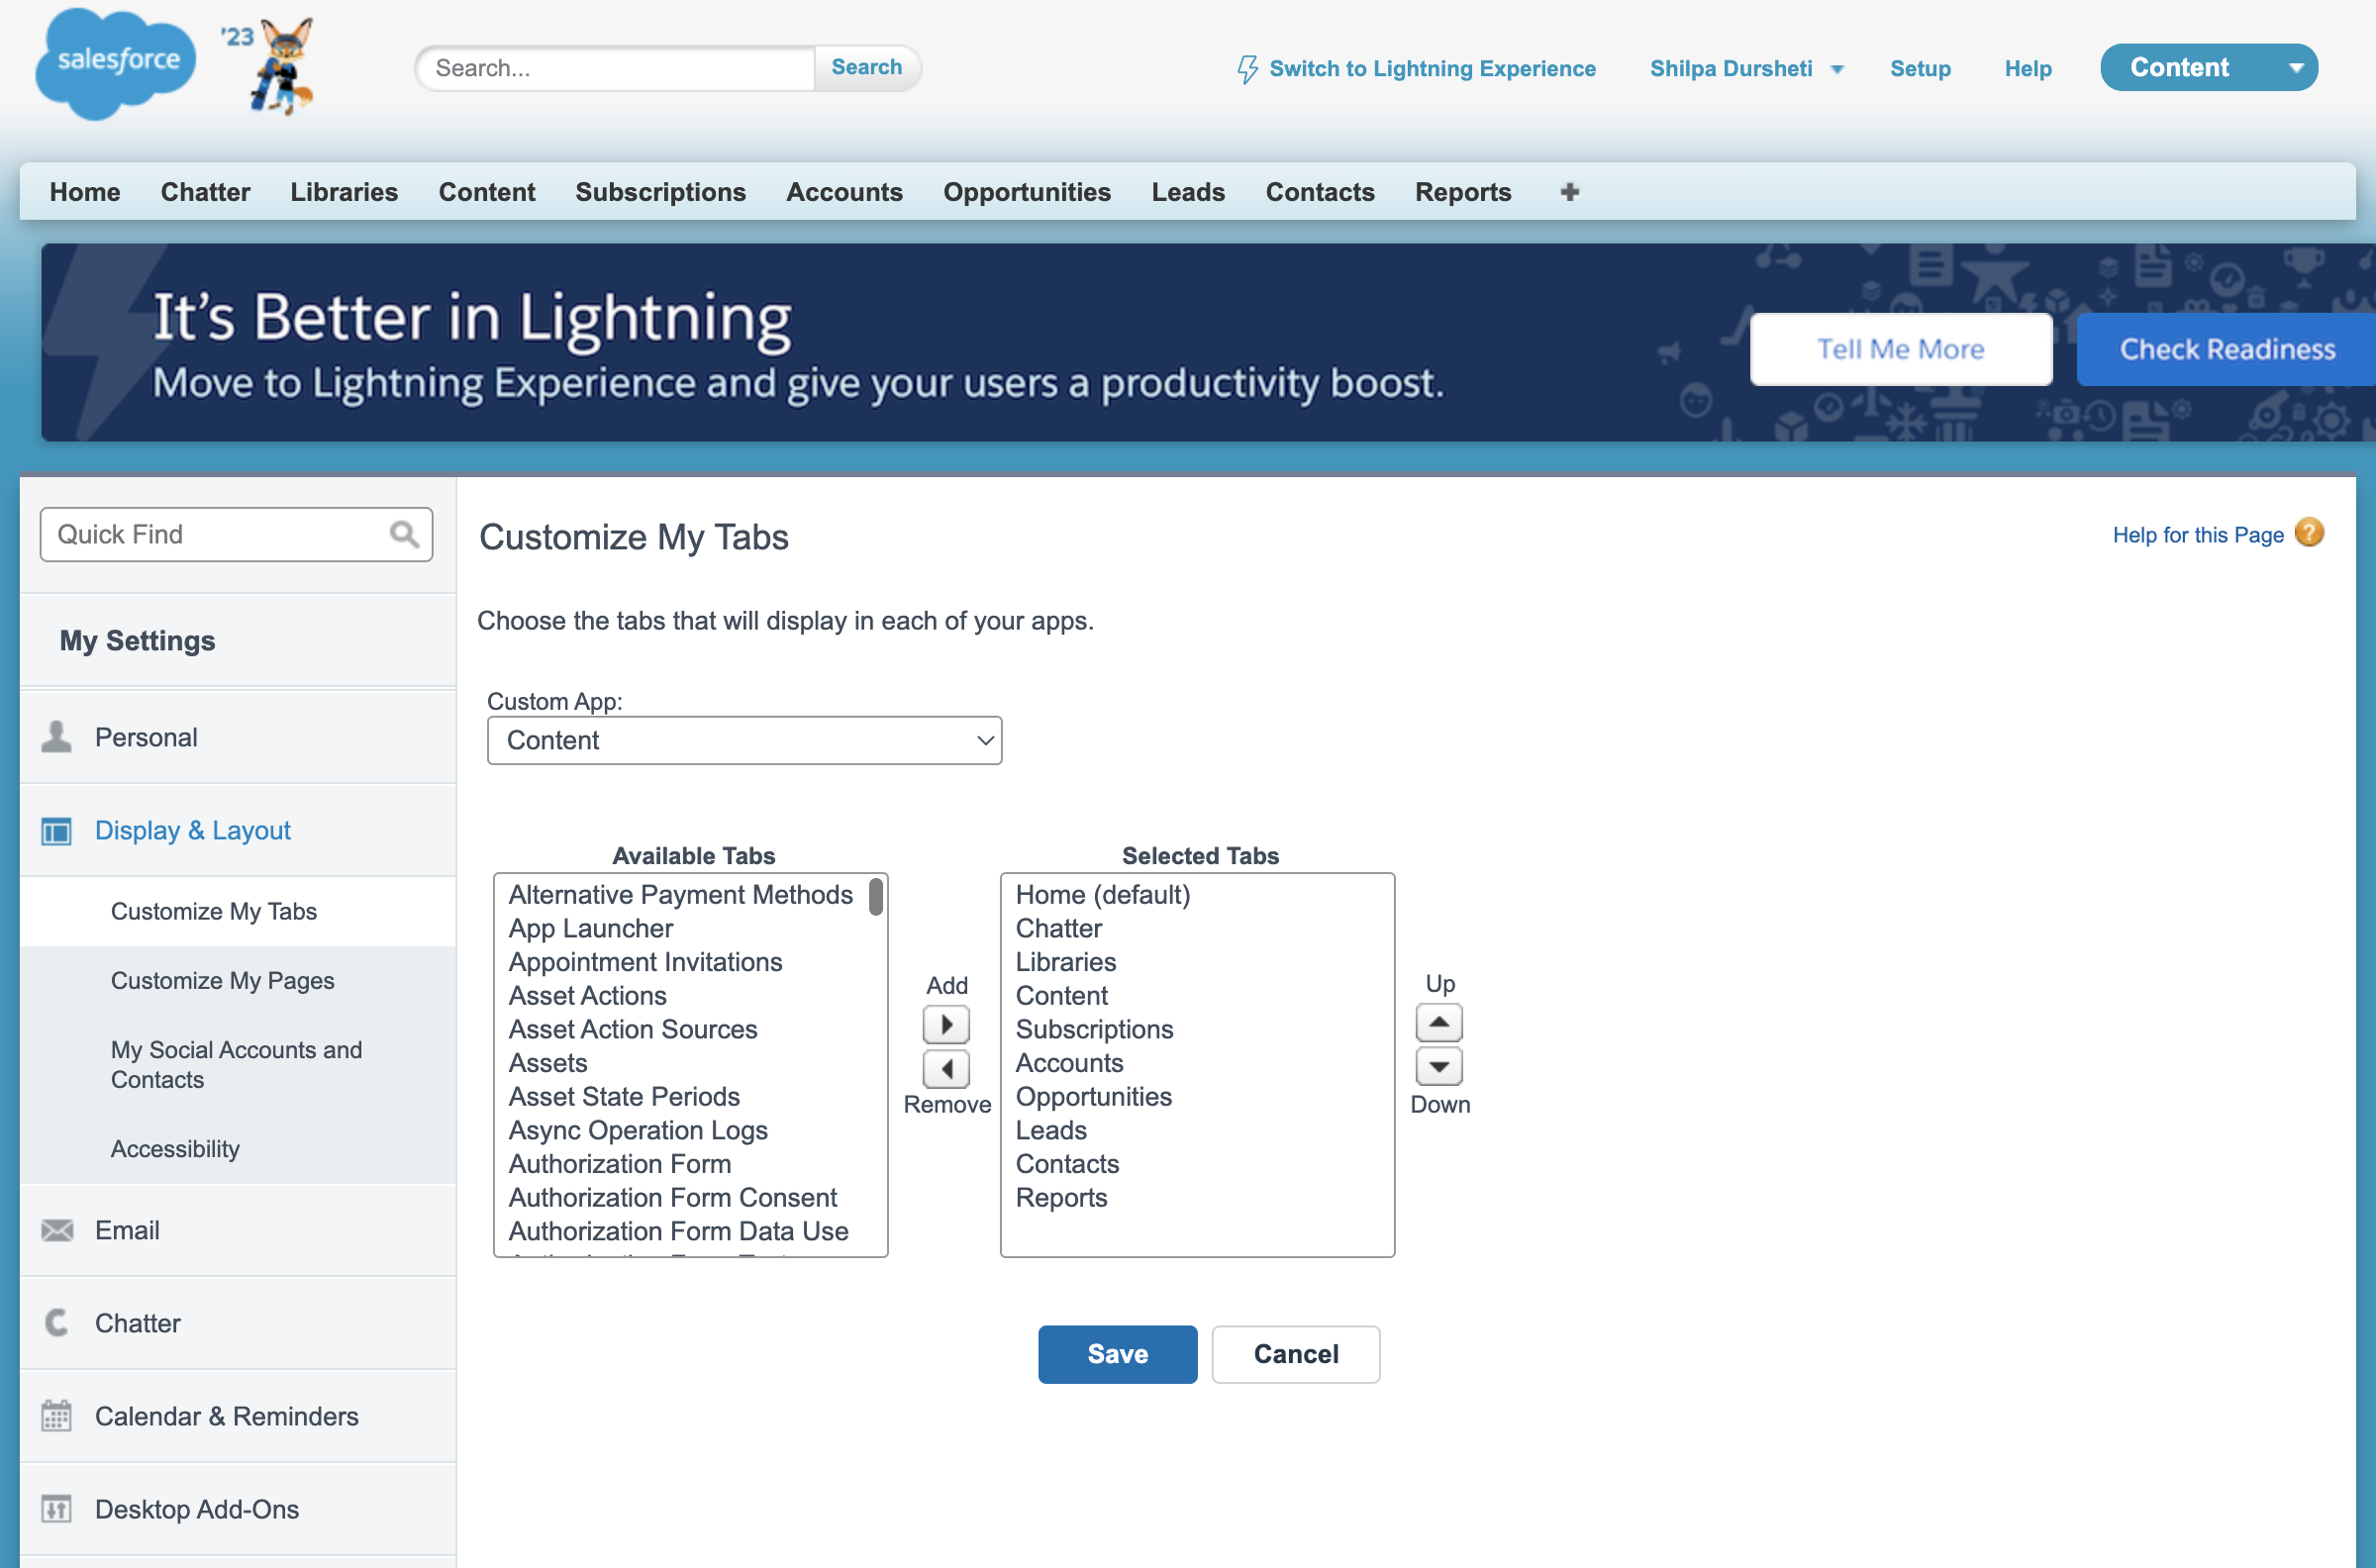 salesforce
'23
Search...
Search
Switch to Lightning Experience
Shilpa Dursheti
Setup
Help
Content
Home Chatter Libraries Content Subscriptions Accounts Opportunities Leads Contacts Reports
It's Better in Lightning
Move to Lightning Experience and give your users a productivity boost.
Tell Me More
Check Readiness
Quick Find
My Settings
Personal
Display & Layout
Customize My Tabs
Customize My Pages
My Social Accounts and
Contacts
Accessibility
Email
Chatter
Calendar & Reminders
Desktop Add-Ons
Customize My Tabs
Help for this Page
Choose the tabs that will display in each of your apps.
Custom App:
Content
Available Tabs
Alternative Payment Methods
App Launcher
Appointment Invitations
Asset Actions
Asset Action Sources
Assets
Asset State Periods
Async Operation Logs
Authorization Form
Authorization Form Consent
Authorization Form Data Use
Add
Remove
Selected Tabs
Home (default)
Chatter
Libraries
Content
Subscriptions
Accounts
Opportunities
Leads
Contacts
Reports
Up
Down
Save
Cancel